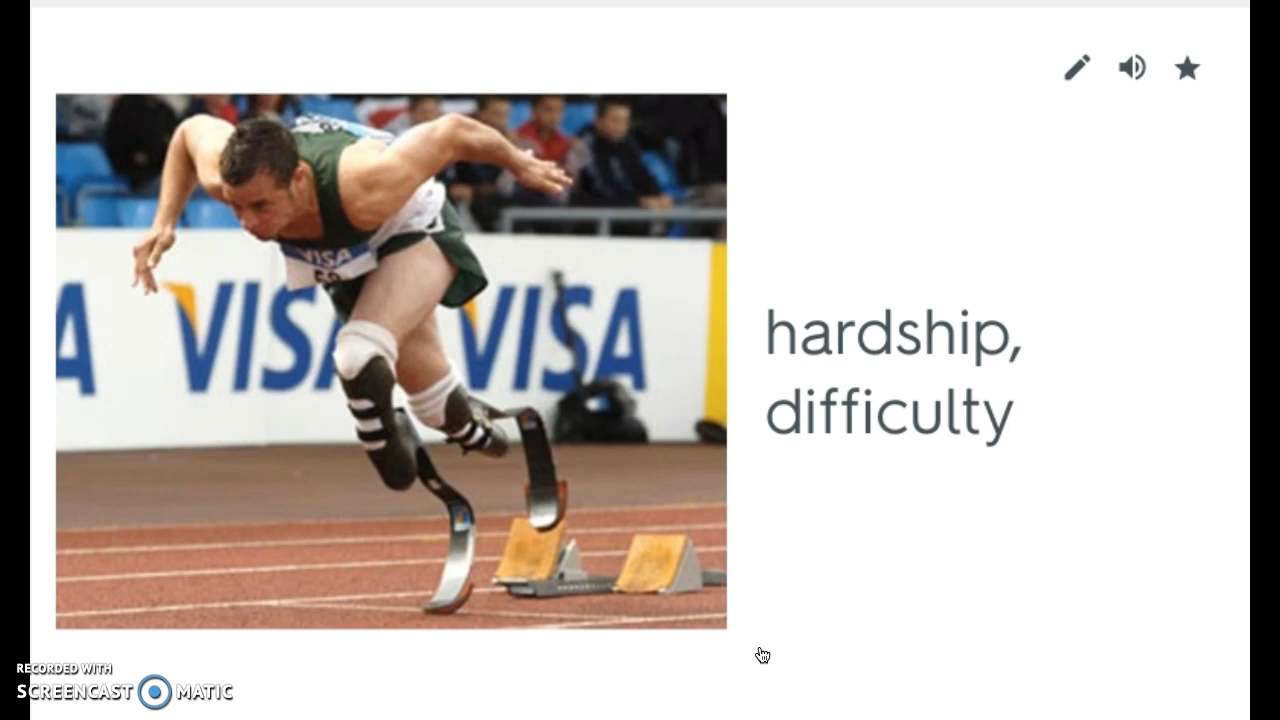 VISA
VISA
VISA
hardship,
difficulty
RECORDED WITH
SCREENCAST MATIC